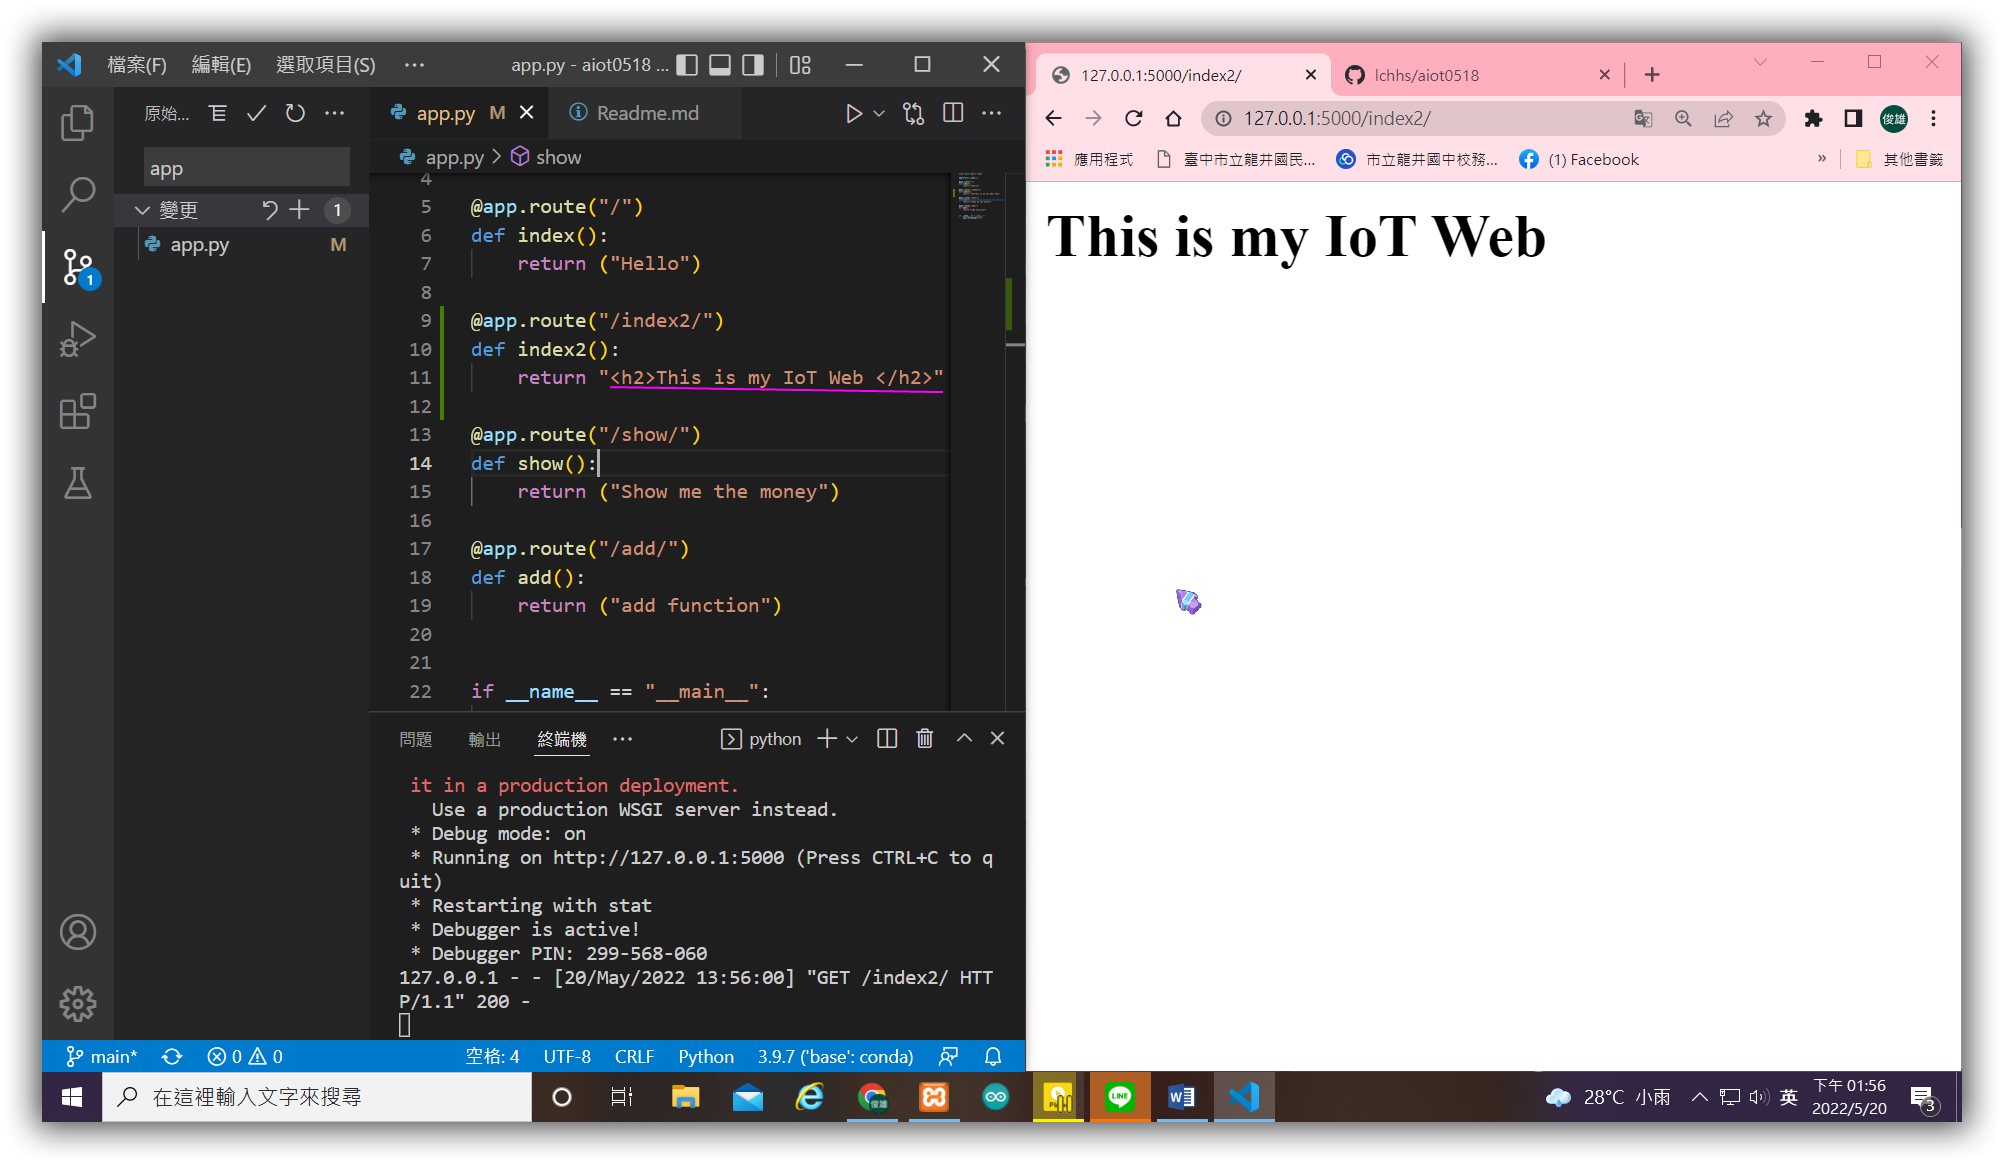 檔案(F) 編輯(E) 選取項目(S) ··· app.py - aiot0518 ...
原始... ···
app
變更 1
app.py M
1
app.py M Readme.md ···
app.py > show
4
5 @app.route("/")
6 def index():
7 return ("Hello")
8
9 @app.route("/index2/")
10 def index2():
11 return "<h2>This is my IoT Web </h2>"
12
13 @app.route("/show/")
14 def show():
15 return ("Show me the money")
16
17 @app.route("/add/")
18 def add():
19 return ("add function")
20
21
22 if __name__ == "__main__":
問題 輸出 終端機 ··· python
it in a production deployment.
Use a production WSGI server instead.
* Debug mode: on
* Running on http://127.0.0.1:5000 (Press CTRL+C to q
uit)
* Restarting with stat
* Debugger is active!
* Debugger PIN: 299-568-060
127.0.0.1 - - [20/May/2022 13:56:00] "GET /index2/ HTT
P/1.1" 200 -
main* 0 0 空格: 4 UTF-8 CRLF Python 3.9.7 ('base': conda)
127.0.0.1:5000/index2/ lchhs/aiot0518
127.0.0.1:5000/index2/ 俊雄
應用程式 臺中市立龍井國民... 市立龍井國中校務... (1) Facebook » 其他書籤
This is my IoT Web
在這裡輸入文字來搜尋 俊雄 LINE W 28°C 小雨 英 下午 01:56
2022/5/20 3